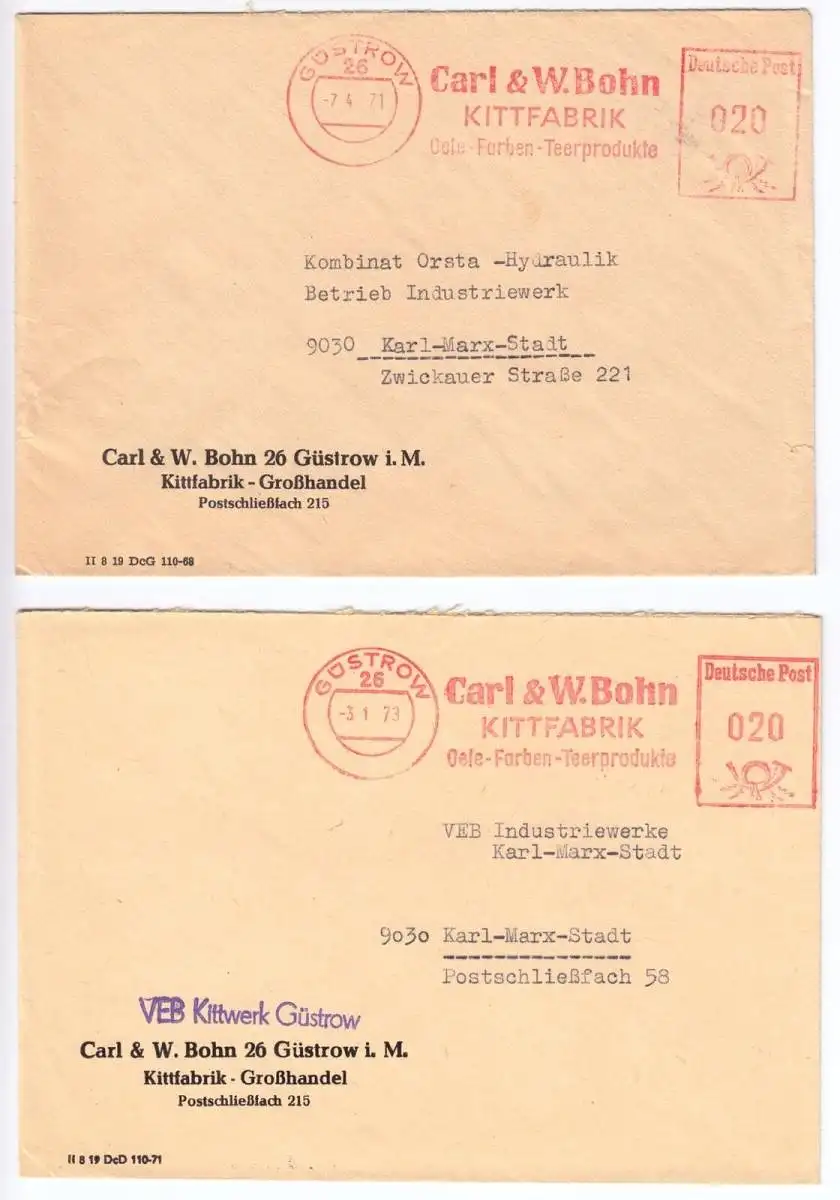 GÜSTROW
26
-7 4 71
Carl & W. Bohn
KITTFABRIK
Oele-Farben-Teerprodukte
Deutsche Post
020
Kombinat Orsta -Hydraulik
Betrieb Industriewerk
9030 Karl-Marx-Stadt
Zwickauer Straße 221
Carl & W. Bohn 26 Güstrow i. M.
Kittfabrik - Großhandel
Postschließfach 215
II 8 19 DcG 110-68
GÜSTROW
26
-3 1 73
Carl & W. Bohn
KITTFABRIK
Oele-Farben-Teerprodukte
Deutsche Post
020
VEB Industriewerke
Karl-Marx-Stadt
9030 Karl-Marx-Stadt
Postschließfach 58
VEB Kittwerk Güstrow
Carl & W. Bohn 26 Güstrow i. M.
Kittfabrik - Großhandel
Postschließfach 215
II 8 19 DcD 110-71